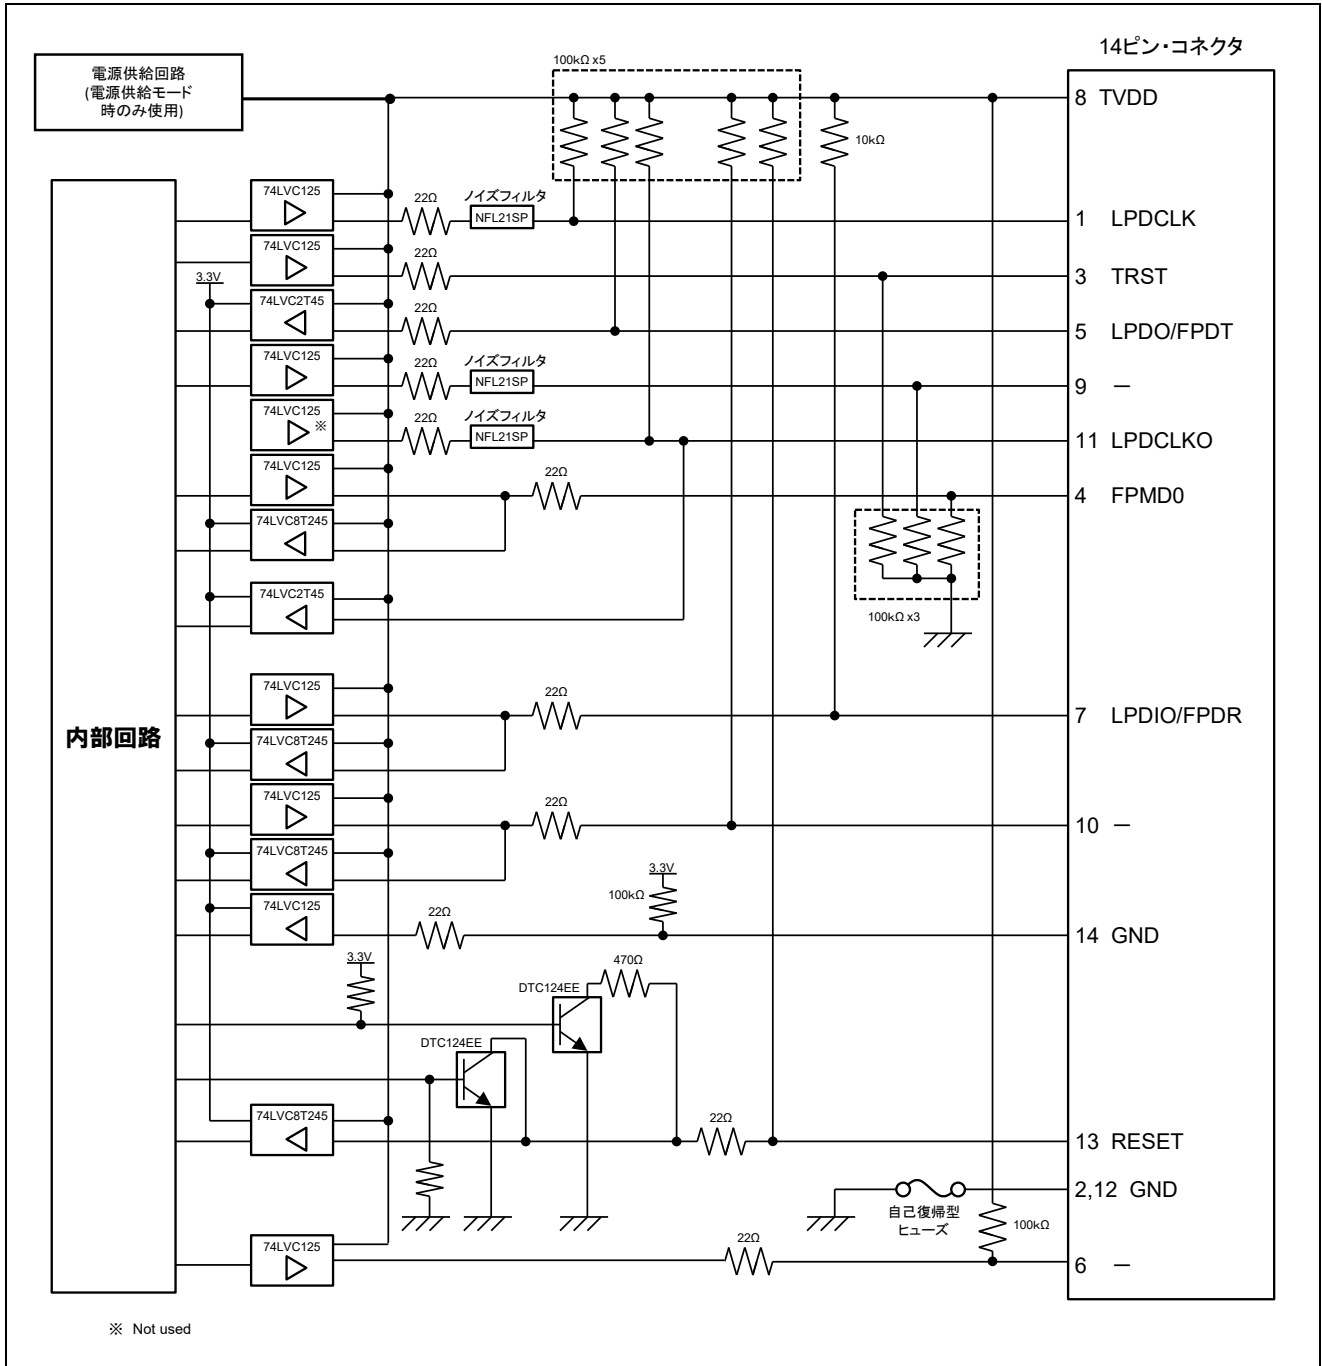 14ピン・コネクタ
電源供給回路
(電源供給モード
時のみ使用)
100kΩ x5
8 TVDD
10kΩ
74LVC125
22Ω
ノイズフィルタ
NFL21SP
1 LPDCLK
74LVC125
22Ω
3 TRST
3.3V
74LVC2T45
22Ω
5 LPDO/FPDT
74LVC125
22Ω
ノイズフィルタ
NFL21SP
9 －
74LVC125
※
22Ω
ノイズフィルタ
NFL21SP
11 LPDCLKO
74LVC125
22Ω
4 FPMD0
74LVC8T245
74LVC2T45
100kΩ x3
内部回路
74LVC125
22Ω
7 LPDIO/FPDR
74LVC8T245
74LVC125
22Ω
10 －
74LVC8T245
3.3V
100kΩ
74LVC125
22Ω
14 GND
3.3V
470Ω
DTC124EE
DTC124EE
74LVC8T245
22Ω
13 RESET
2,12 GND
自己復帰型
ヒューズ
100kΩ
74LVC125
22Ω
6 －
※ Not used